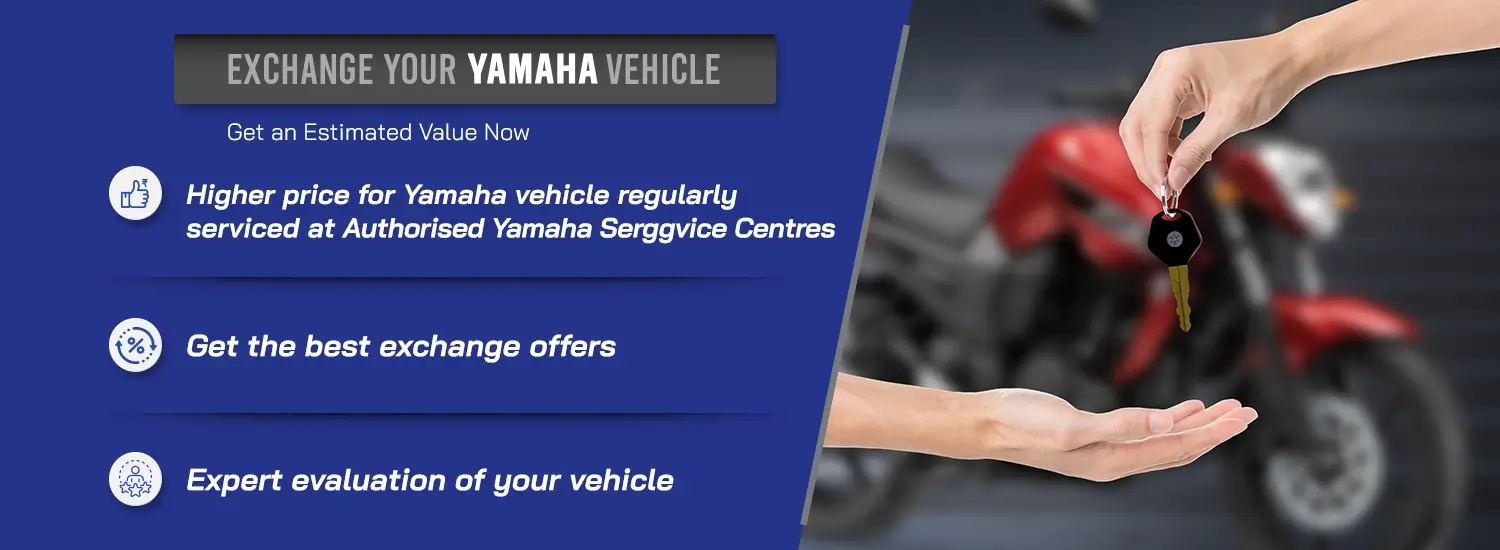 EXCHANGE YOUR YAMAHA VEHICLE
Get an Estimated Value Now
Higher price for Yamaha vehicle regularly
serviced at Authorised Yamaha Serggvice Centres
Get the best exchange offers
Expert evaluation of your vehicle